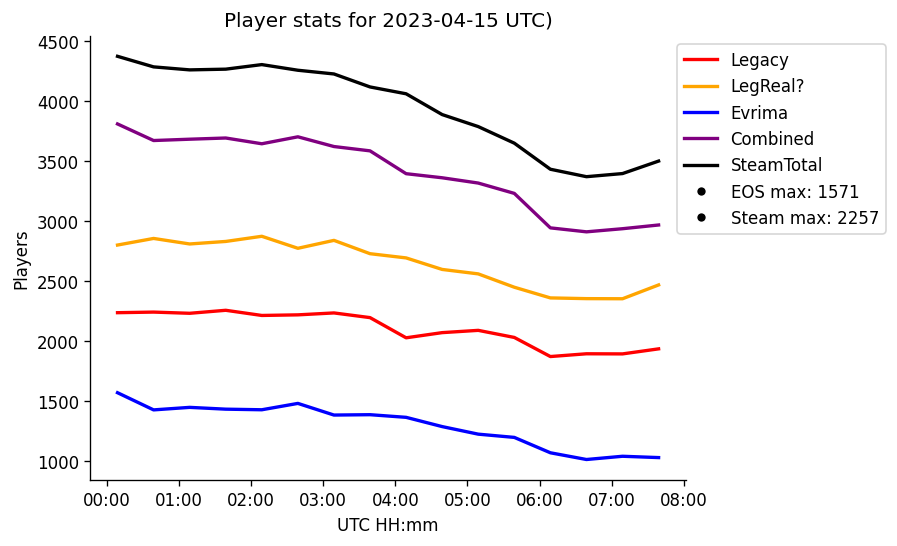 Player stats for 2023-04-15 UTC)
4500
4000
3500
3000
2500
2000
1500
1000
Players
00:00 01:00 02:00 03:00 04:00 05:00 06:00 07:00 08:00
UTC HH:mm
Legacy
LegReal?
Evrima
Combined
SteamTotal
EOS max: 1571
Steam max: 2257